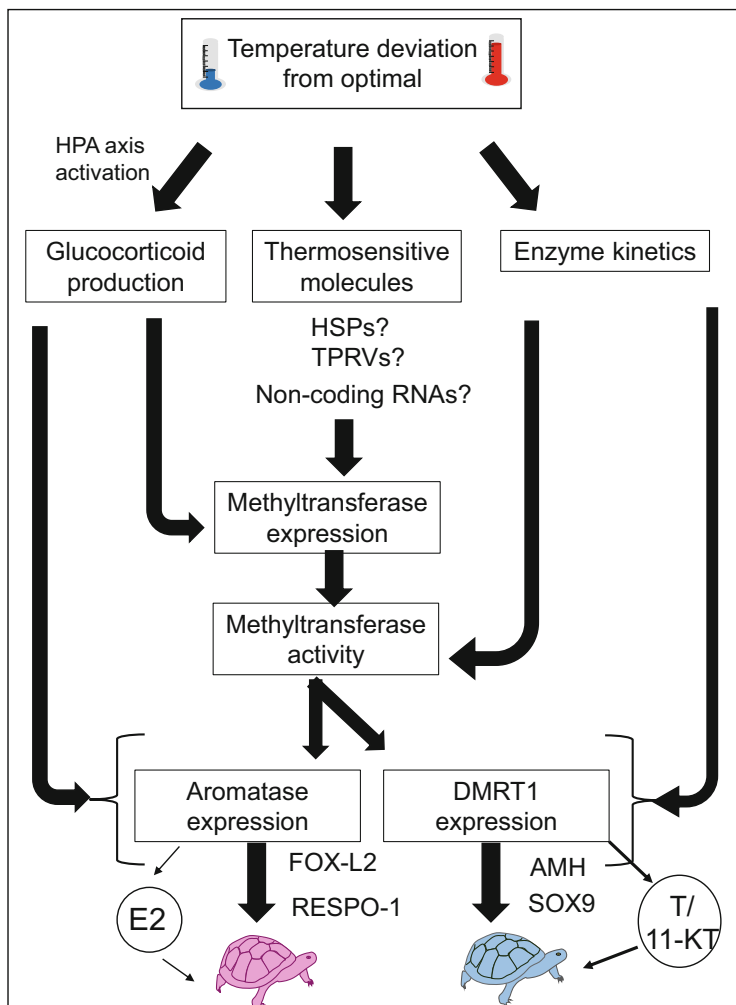 Temperature deviation
from optimal
HPA axis
activation
Glucocorticoid
production
Thermosensitive
molecules
Enzyme kinetics
HSPs?
TPRVs?
Non-coding RNAs?
Methyltransferase
expression
Methyltransferase
activity
Aromatase
expression
DMRT1
expression
FOX-L2
RESPO-1
AMH
SOX9
E2
T/
11-KT